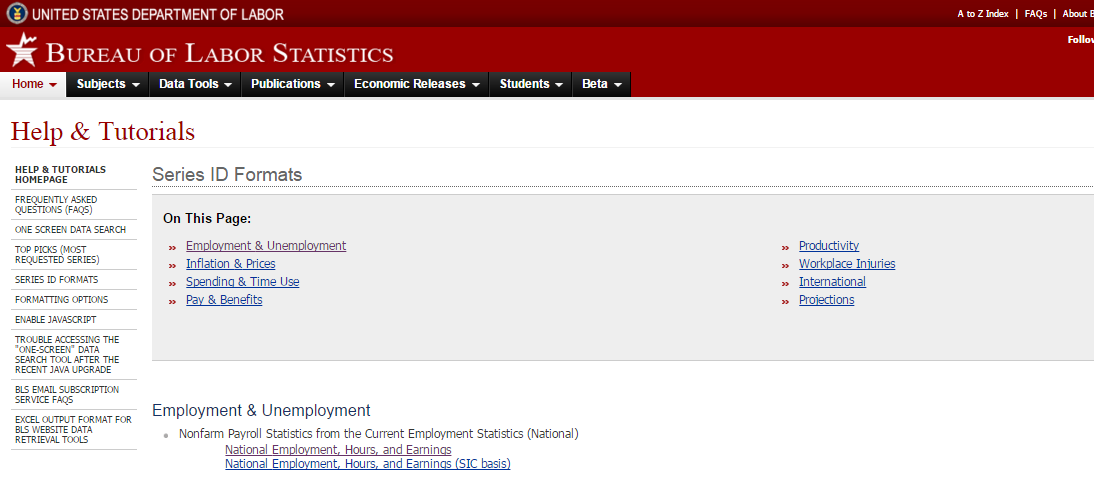 UNITED STATES DEPARTMENT OF LABOR
A to Z Index | FAQs | About
BUREAU OF LABOR STATISTICS
Follo
Home
Subjects
Data Tools
Publications
Economic Releases
Students
Beta
Help & Tutorials
HELP & TUTORIALS
HOMEPAGE
FREQUENTLY ASKED
QUESTIONS (FAQS)
ONE SCREEN DATA SEARCH
TOP PICKS (MOST
REQUESTED SERIES)
SERIES ID FORMATS
FORMATTING OPTIONS
ENABLE JAVASCRIPT
TROUBLE ACCESSING THE
"ONE-SCREEN" DATA
SEARCH TOOL AFTER THE
RECENT JAVA UPGRADE
BLS EMAIL SUBSCRIPTION
SERVICE FAQS
EXCEL OUTPUT FORMAT FOR
BLS WEBSITE DATA
RETRIEVAL TOOLS
Series ID Formats
On This Page:
Employment & Unemployment
Inflation & Prices
Spending & Time Use
Pay & Benefits
Productivity
Workplace Injuries
International
Projections
Employment & Unemployment
Nonfarm Payroll Statistics from the Current Employment Statistics (National)
National Employment, Hours, and Earnings
National Employment, Hours, and Earnings (SIC basis)